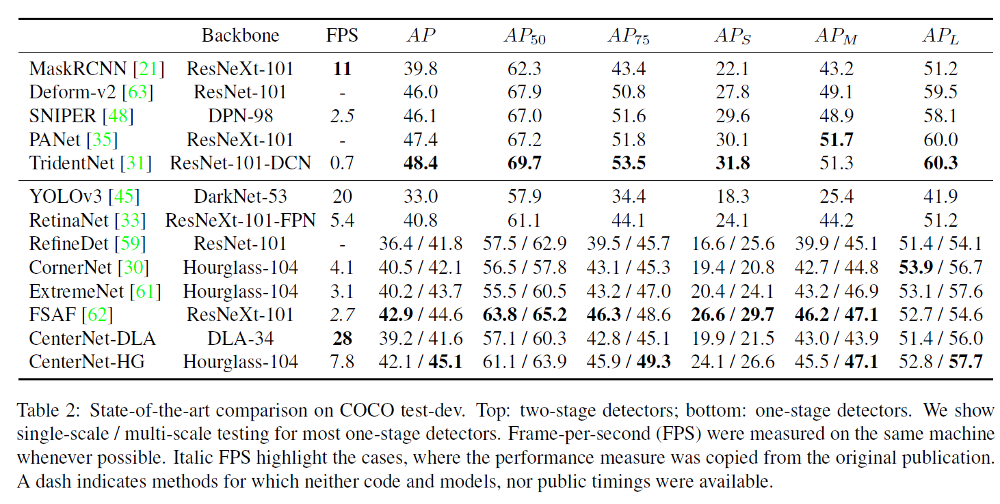 Backbone FPS AP AP50 AP75 APS APM APL
MaskRCNN [21] ResNeXt-101 11 39.8 62.3 43.4 22.1 43.2 51.2
Deform-v2 [63] ResNet-101 - 46.0 67.9 50.8 27.8 49.1 59.5
SNIPER [48] DPN-98 2.5 46.1 67.0 51.6 29.6 48.9 58.1
PANet [35] ResNeXt-101 - 47.4 67.2 51.8 30.1 51.7 60.0
TridentNet [31] ResNet-101-DCN 0.7 48.4 69.7 53.5 31.8 51.3 60.3
YOLOv3 [45] DarkNet-53 20 33.0 57.9 34.4 18.3 25.4 41.9
RetinaNet [33] ResNeXt-101-FPN 5.4 40.8 61.1 44.1 24.1 44.2 51.2
RefineDet [59] ResNet-101 - 36.4 / 41.8 57.5 / 62.9 39.5 / 45.7 16.6 / 25.6 39.9 / 45.1 51.4 / 54.1
CornerNet [30] Hourglass-104 4.1 40.5 / 42.1 56.5 / 57.8 43.1 / 45.3 19.4 / 20.8 42.7 / 44.8 53.9 / 56.7
ExtremeNet [61] Hourglass-104 3.1 40.2 / 43.7 55.5 / 60.5 43.2 / 47.0 20.4 / 24.1 43.2 / 46.9 53.1 / 57.6
FSAF [62] ResNeXt-101 2.7 42.9 / 44.6 63.8 / 65.2 46.3 / 48.6 26.6 / 29.7 46.2 / 47.1 52.7 / 54.6
CenterNet-DLA DLA-34 28 39.2 / 41.6 57.1 / 60.3 42.8 / 45.1 19.9 / 21.5 43.0 / 43.9 51.4 / 56.0
CenterNet-HG Hourglass-104 7.8 42.1 / 45.1 61.1 / 63.9 45.9 / 49.3 24.1 / 26.6 45.5 / 47.1 52.8 / 57.7
Table 2: State-of-the-art comparison on COCO test-dev. Top: two-stage detectors; bottom: one-stage detectors. We show
single-scale / multi-scale testing for most one-stage detectors. Frame-per-second (FPS) were measured on the same machine
whenever possible. Italic FPS highlight the cases, where the performance measure was copied from the original publication.
A dash indicates methods for which neither code and models, nor public timings were available.